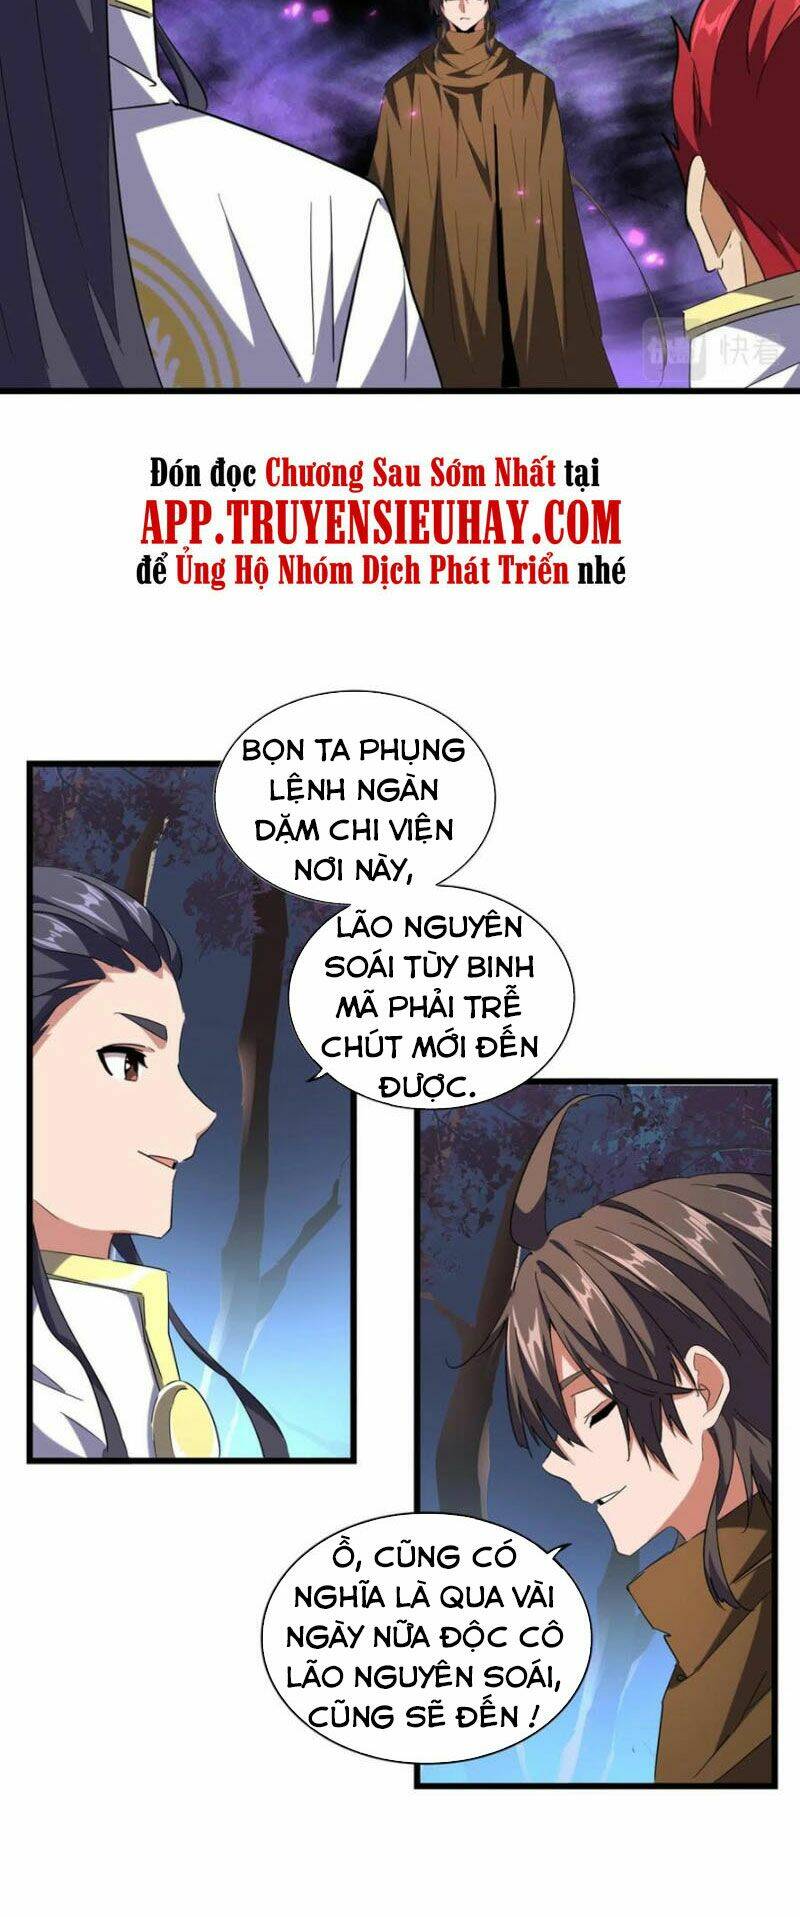 快看
Đón đọc Chương Sau Sớm Nhất tại
APP.TRUYENSIEUHAY.COM
để Ủng Hộ Nhóm Dịch Phát Triển nhé
BỌN TA PHỤNG
LỆNH NGÀN
DẶM CHI VIỆN
NƠI NÀY,
LÃO NGUYÊN
SOÁI TÙY BINH
MÃ PHẢI TRỄ
CHÚT MỚI ĐẾN
ĐƯỢC.
Ồ, CŨNG CÓ
NGHĨA LÀ QUA VÀI
NGÀY NỮA ĐỘC CÔ
LÃO NGUYÊN SOÁI,
CŨNG SẼ ĐẾN !